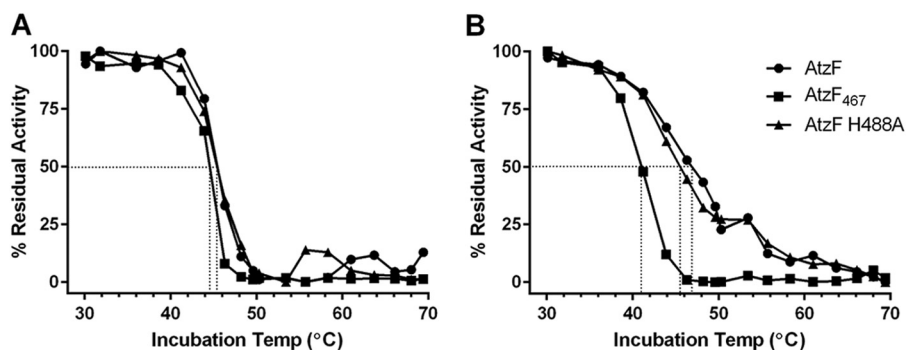 A
% Residual Activity
100
75
50
25
0
30 40 50 60 70
Incubation Temp (°C)
B
% Residual Activity
100
75
50
25
0
30 40 50 60 70
Incubation Temp (°C)
AtzF
AtzF467
AtzF H488A